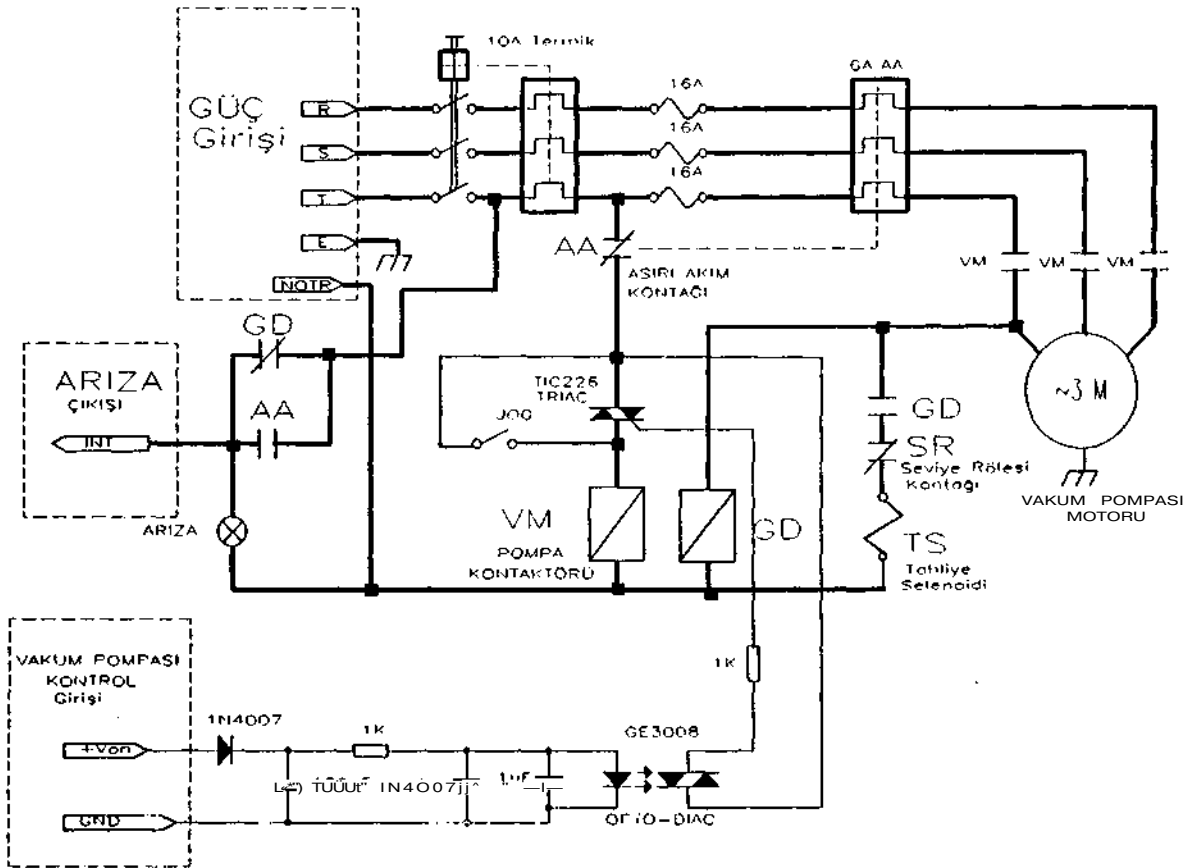 10A Termik
6A AA
GÜÇ
Girişi
R
S
T
E
NOTR
16A
16A
16A
AA
AŞIRI AKIM
KONTAĞI
VM
VM
VM
GD
ARIZA
ÇIKIŞI
INT
AA
ARIZA
TIC226
TRIAC
JOG
VM
POMPA
KONTAKTÖRÜ
GD
GD
SR
Seviye Rölesi
Kontağı
TS
Tahliye
Selenoidi
~3 M
VAKUM POMPASI
MOTORU
VAKUM POMPASI
KONTROL
Girişi
+Von
GND
1N4007
1K
1N4007
1K
GE3008
OPTO-DIAC